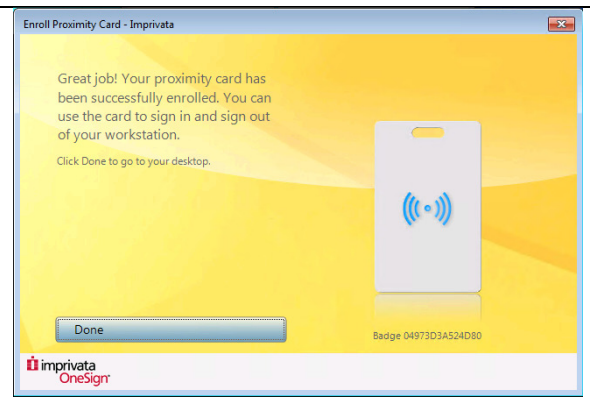 Enroll Proximity Card - Imprivata
Great job! Your proximity card has
been successfully enrolled. You can
use the card to sign in and sign out
of your workstation.
Click Done to go to your desktop.
Done
Badge 04973D3A524D80
imprivata
OneSign